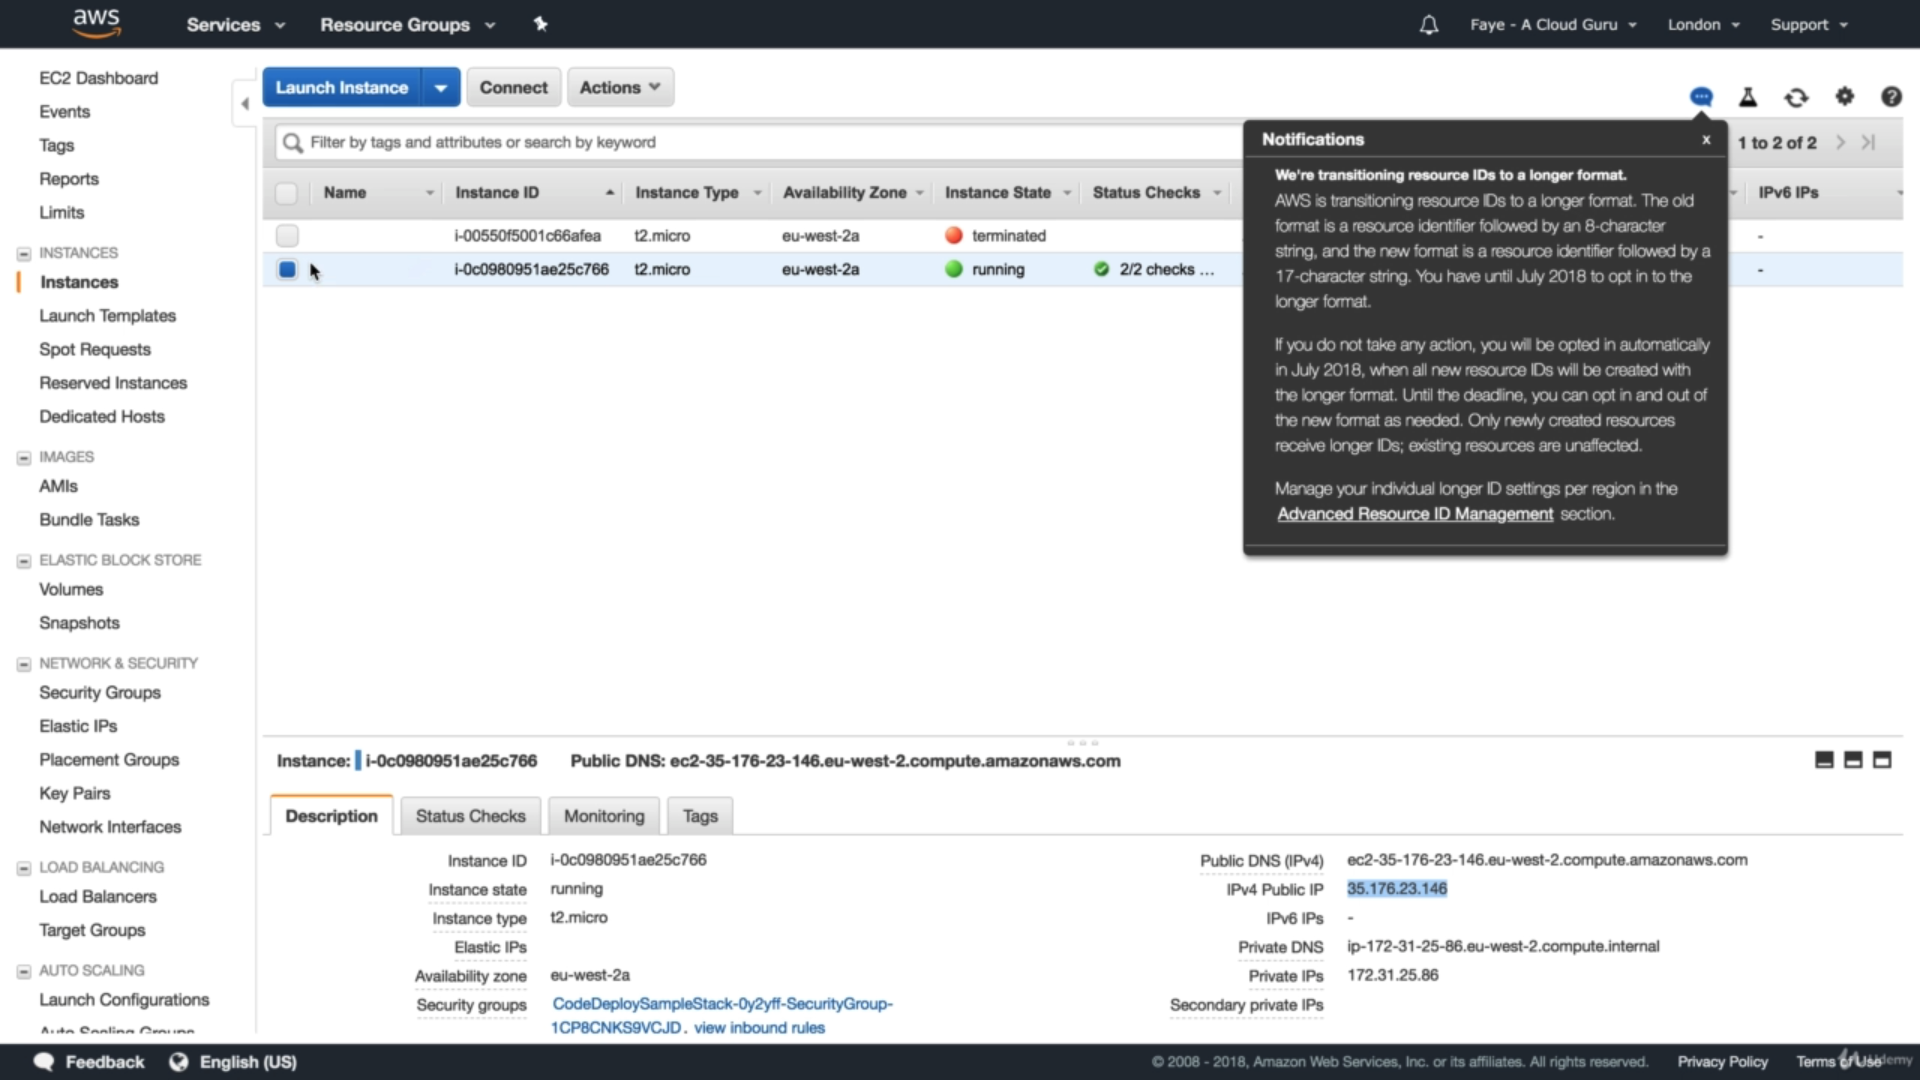 aws
Services
Resource Groups
Faye - A Cloud Guru
London
Support
EC2 Dashboard
Events
Tags
Reports
Limits
INSTANCES
Instances
Launch Templates
Spot Requests
Reserved Instances
Dedicated Hosts
IMAGES
AMIs
Bundle Tasks
ELASTIC BLOCK STORE
Volumes
Snapshots
NETWORK & SECURITY
Security Groups
Elastic IPs
Placement Groups
Key Pairs
Network Interfaces
LOAD BALANCING
Load Balancers
Target Groups
AUTO SCALING
Launch Configurations
Auto Scaling Groups
Launch Instance
Connect
Actions
Filter by tags and attributes or search by keyword
1 to 2 of 2
Name Instance ID Instance Type Availability Zone Instance State Status Checks IPv6 IPs
i-00550f5001c66afea t2.micro eu-west-2a terminated -
i-0c0980951ae25c766 t2.micro eu-west-2a running 2/2 checks ... -
Notifications x
We're transitioning resource IDs to a longer format.
AWS is transitioning resource IDs to a longer format. The old
format is a resource identifier followed by an 8-character
string, and the new format is a resource identifier followed by a
17-character string. You have until July 2018 to opt in to the
longer format.
If you do not take any action, you will be opted in automatically
in July 2018, when all new resource IDs will be created with
the longer format. Until the deadline, you can opt in and out of
the new format as needed. Only newly created resources
receive longer IDs; existing resources are unaffected.
Manage your individual longer ID settings per region in the
Advanced Resource ID Management section.
Instance: i-0c0980951ae25c766 Public DNS: ec2-35-176-23-146.eu-west-2.compute.amazonaws.com
Description
Status Checks
Monitoring
Tags
Instance ID i-0c0980951ae25c766
Instance state running
Instance type t2.micro
Elastic IPs
Availability zone eu-west-2a
Security groups CodeDeploySampleStack-0y2yff-SecurityGroup-
1CP8CNKS9VCJD. view inbound rules
Public DNS (IPv4) ec2-35-176-23-146.eu-west-2.compute.amazonaws.com
IPv4 Public IP 35.176.23.146
IPv6 IPs -
Private DNS ip-172-31-25-86.eu-west-2.compute.internal
Private IPs 172.31.25.86
Secondary private IPs
Feedback
English (US)
© 2008 - 2018, Amazon Web Services, Inc. or its affiliates. All rights reserved.
Privacy Policy
Terms of Use
Udemy